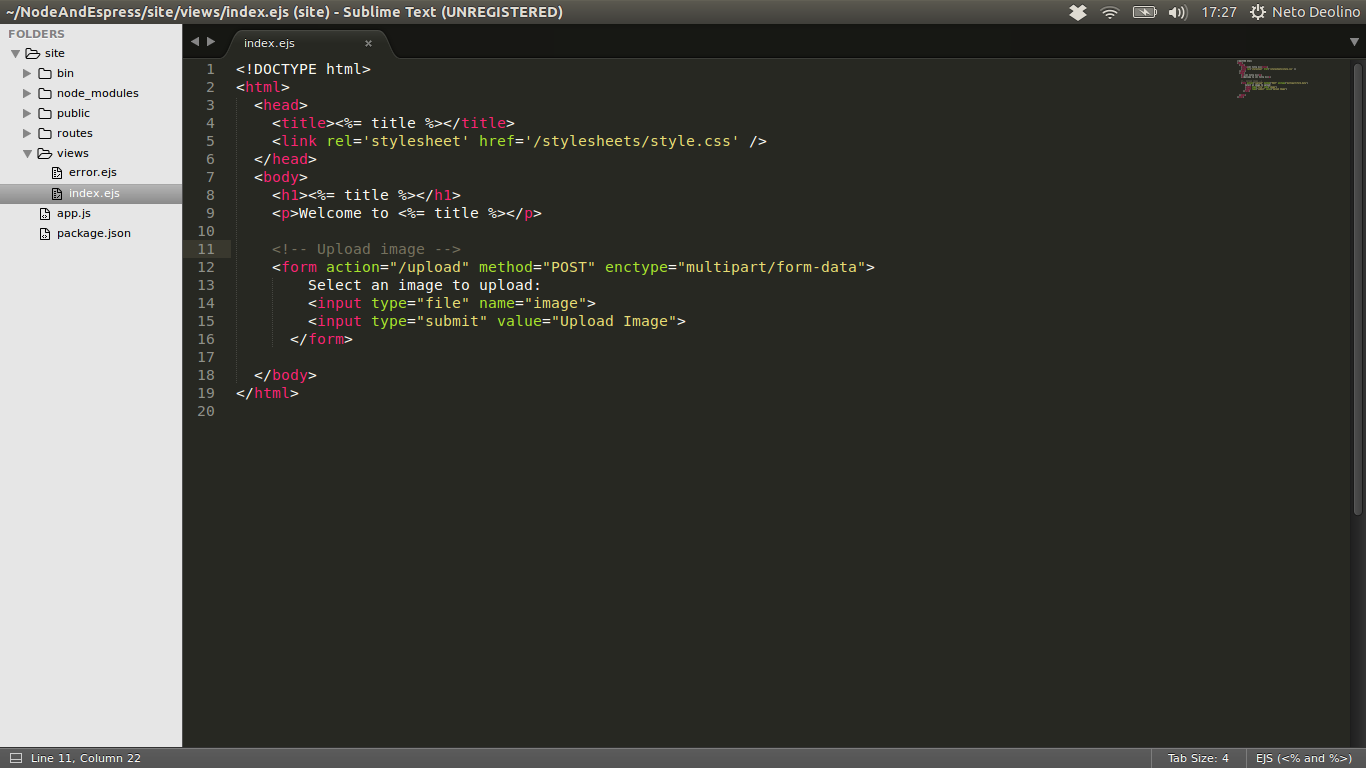 ~/NodeAndEspress/site/views/index.ejs (site) - Sublime Text (UNREGISTERED)
17:27
Neto Deolino
FOLDERS
site
bin
node_modules
public
routes
views
error.ejs
index.ejs
app.js
package.json
index.ejs ×
1 <!DOCTYPE html>
2 <html>
3   <head>
4     <title><%= title %></title>
5     <link rel='stylesheet' href='/stylesheets/style.css' />
6   </head>
7   <body>
8     <h1><%= title %></h1>
9     <p>Welcome to <%= title %></p>
10
11     <!-- Upload image -->
12     <form action="/upload" method="POST" enctype="multipart/form-data">
13         Select an image to upload:
14         <input type="file" name="image">
15         <input type="submit" value="Upload Image">
16       </form>
17
18   </body>
19 </html>
20
Line 11, Column 22
Tab Size: 4
EJS (<% and %>)